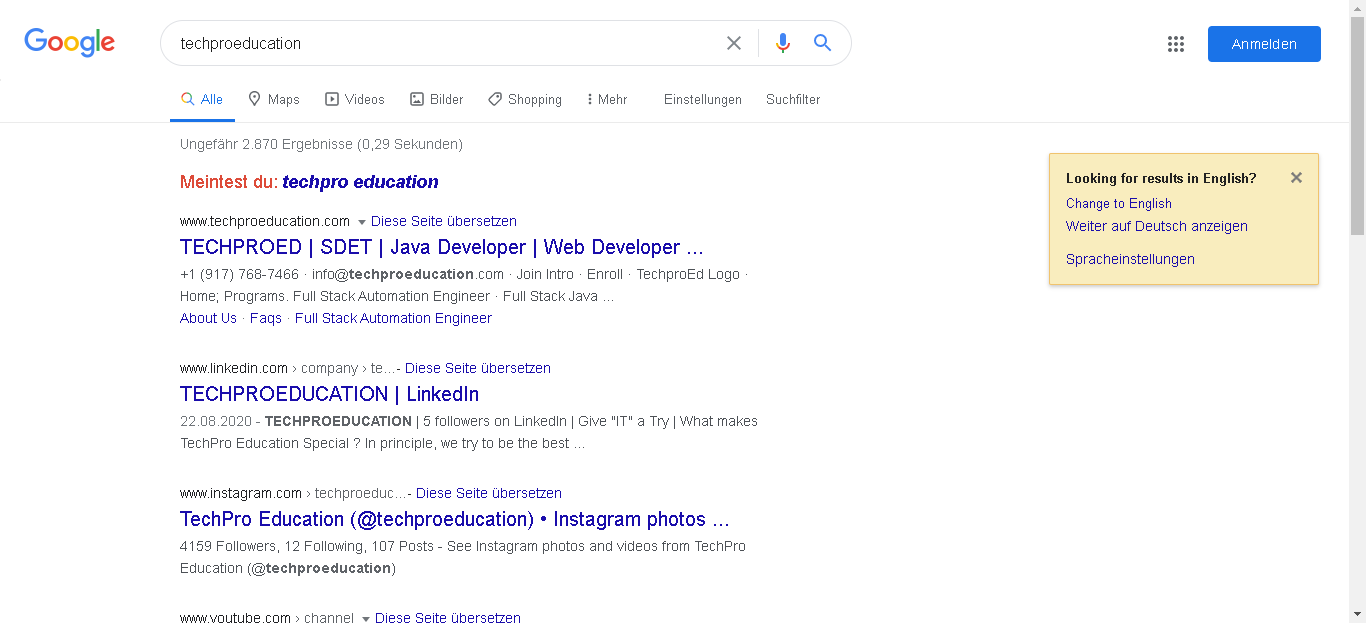 Google
techproeducation
Anmelden
Alle Maps Videos Bilder Shopping Mehr Einstellungen Suchfilter
Ungefähr 2.870 Ergebnisse (0,29 Sekunden)
Meintest du: techpro education
www.techproeducation.com Diese Seite übersetzen
TECHPROED | SDET | Java Developer | Web Developer ...
+1 (917) 768-7466 · info@techproeducation.com · Join Intro · Enroll · TechproEd Logo ·
Home; Programs. Full Stack Automation Engineer · Full Stack Java ...
About Us · Faqs · Full Stack Automation Engineer
www.linkedin.com › company › te...- Diese Seite übersetzen
TECHPROEDUCATION | LinkedIn
22.08.2020 - TECHPROEDUCATION | 5 followers on LinkedIn | Give "IT" a Try | What makes
TechPro Education Special ? In principle, we try to be the best ...
www.instagram.com › techproeduc...- Diese Seite übersetzen
TechPro Education (@techproeducation) • Instagram photos ...
4159 Followers, 12 Following, 107 Posts - See Instagram photos and videos from TechPro
Education (@techproeducation)
www.youtube.com › channel Diese Seite übersetzen
Looking for results in English?
Change to English
Weiter auf Deutsch anzeigen
Spracheinstellungen